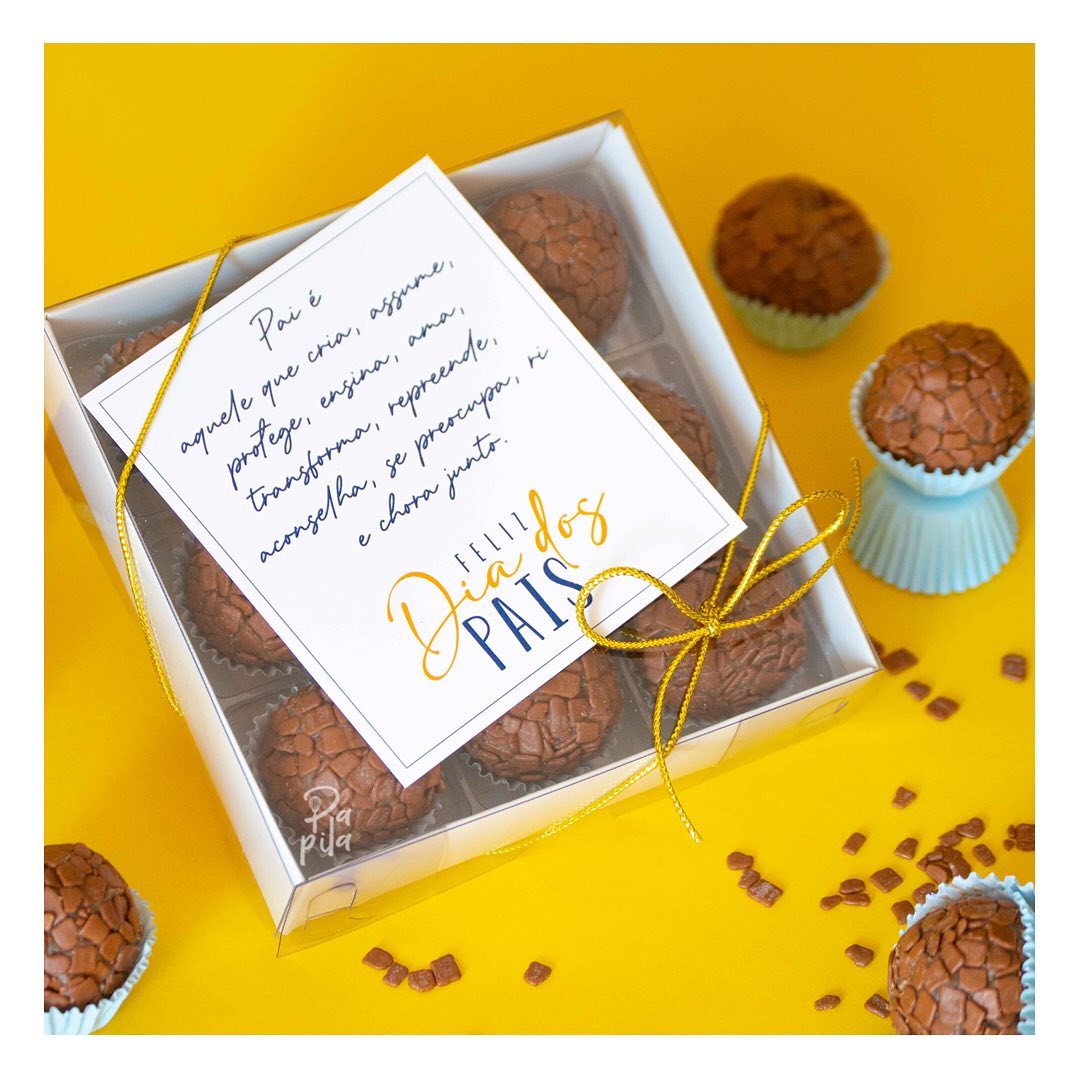 Pai é
aquele que cria, assume,
protege, ensina, ama,
transforma, repreende,
aconselha, se preocupa, ri
e chora junto.
FELIZ
Dia dos
PAIS
Pia
pila